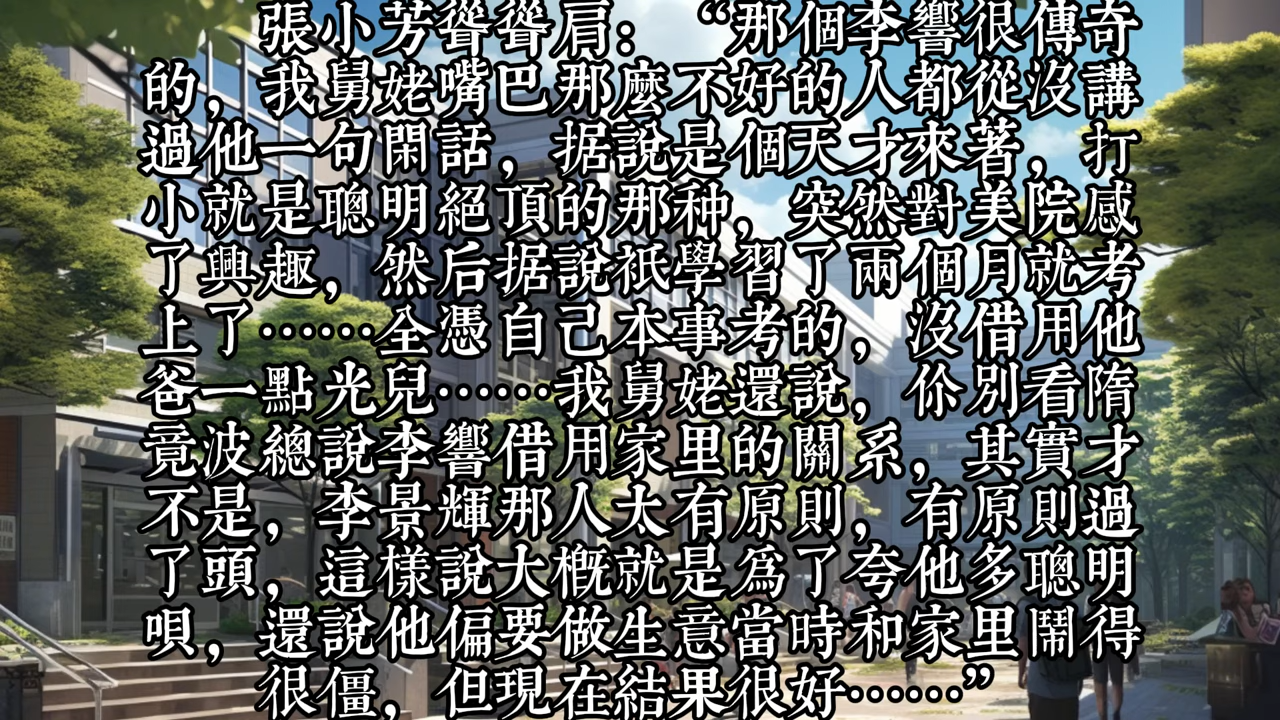 張小芳聳聳肩：“那個李響很傳奇
的，我舅姥嘴巴那麼不好的人都從沒講
過他一句閑話，据說是個天才來著，打
小就是聰明絕頂的那种，突然對美院感
了興趣，然后据說衹學習了兩個月就考
上了……全憑自己本事考的，沒借用他
爸一點光兒……我舅姥還說，伱別看隋
竟波總說李響借用家里的關系，其實才
不是，李景輝那人太有原則，有原則過
了頭，這樣說大概就是為了夸他多聰明
唄，還說他偏要做生意當時和家里鬧得
很僵，但現在結果很好……”